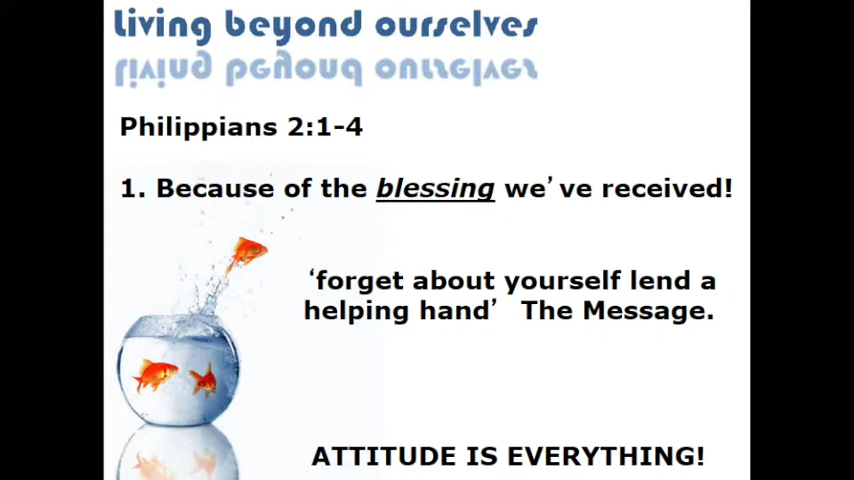 Living beyond ourselves
Philippians 2:1-4
1. Because of the blessing we’ve received!
‘forget about yourself lend a
helping hand’ The Message.
ATTITUDE IS EVERYTHING!